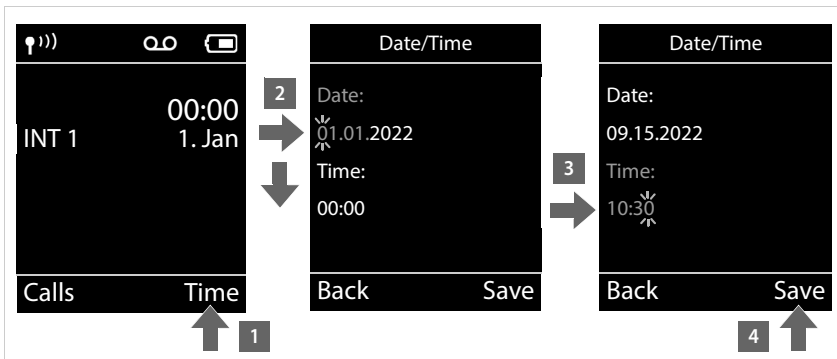 00:00
INT 1
1. Jan
Calls
Time
1
2
Date/Time
Date:
01.01.2022
Time:
00:00
Back
Save
3
Date/Time
Date:
09.15.2022
Time:
10:30
Back
Save
4